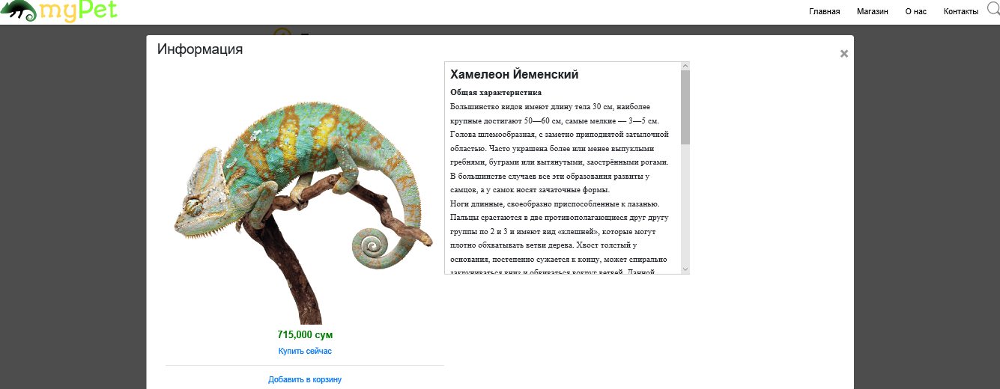 myPet
Главная
Магазин
О нас
Контакты
Информация
×
Хамелеон Йеменский
Общая характеристика
Большинство видов имеют длину тела 30 см, наиболее
крупные достигают 50—60 см, самые мелкие — 3—5 см.
Голова шлемообразная, с заметно приподнятой затылочной
областью. Часто украшена более или менее выпуклыми
гребнями, буграми или вытянутыми, заострёнными рогами.
В большинстве случаев все эти образования развиты у
самцов, а у самок носят зачаточные формы.
Ноги длинные, своеобразно приспособленные к лазанью.
Пальцы срастаются в две противополагающиеся друг другу
группы по 2 и 3 и имеют вид «клешней», которые могут
плотно обхватывать ветви дерева. Хвост толстый у
основания, постепенно сужается к концу, может спирально
закручиваться вниз и обвиваться вокруг ветвей. Данной
715,000 сум
Купить сейчас
Добавить в корзину